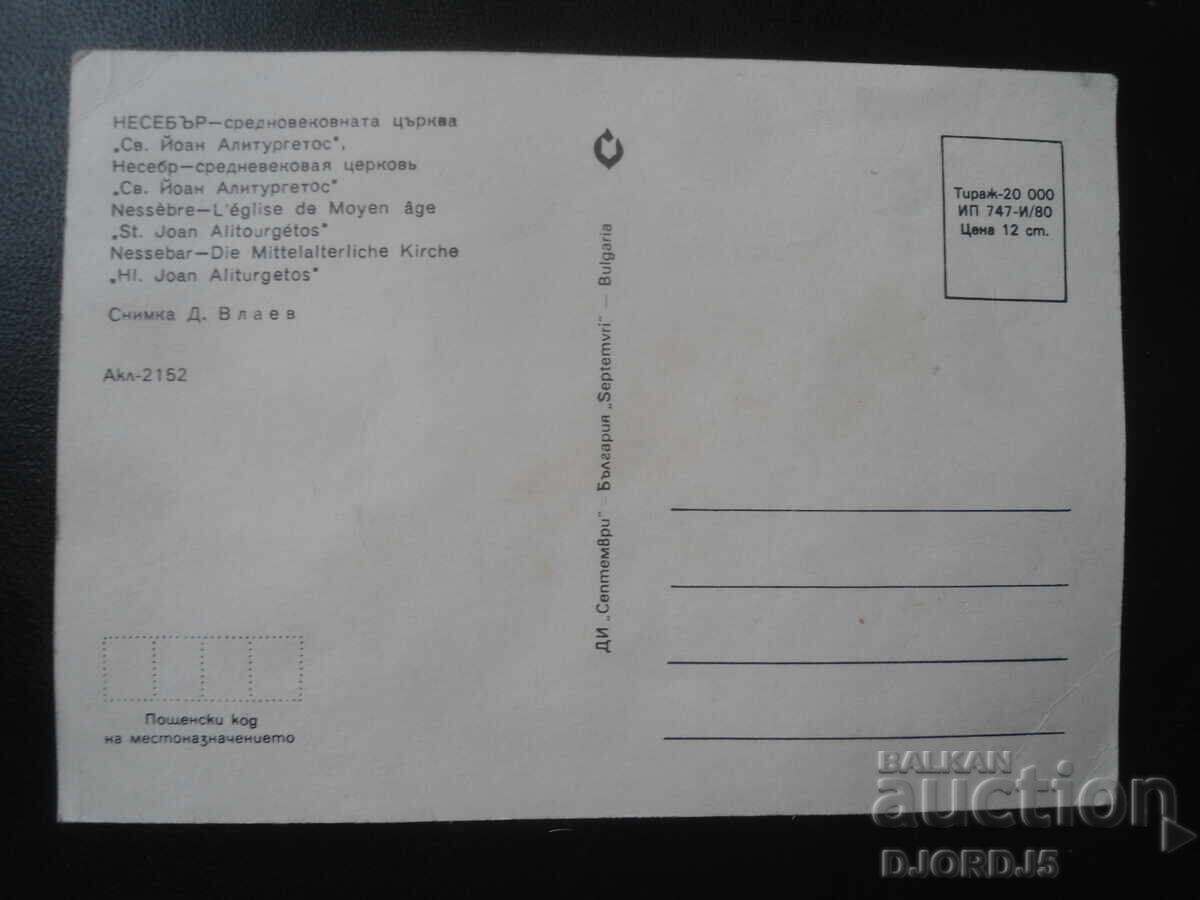 НЕСЕБЪР—средновековната църква
„Св. Йоан Алитургетос",
Несебр—средневековая церковь
„Св. Йоан Алитургетос"
Nessèbre—L'église de Moyen âge
„St. Joan Alitourgétos"
Nessebar—Die Mittelalterliche Kirche
„Hl. Joan Aliturgetos"
Снимка Д. Влаев
Акл-2152
Пощенски код
на местоназначението
ДИ „Септември" — България „Septemvri" — Bulgaria
Тираж-20 000
ИП 747-И/80
Цена 12 ст.
BALKAN
auction
DJORDJ5